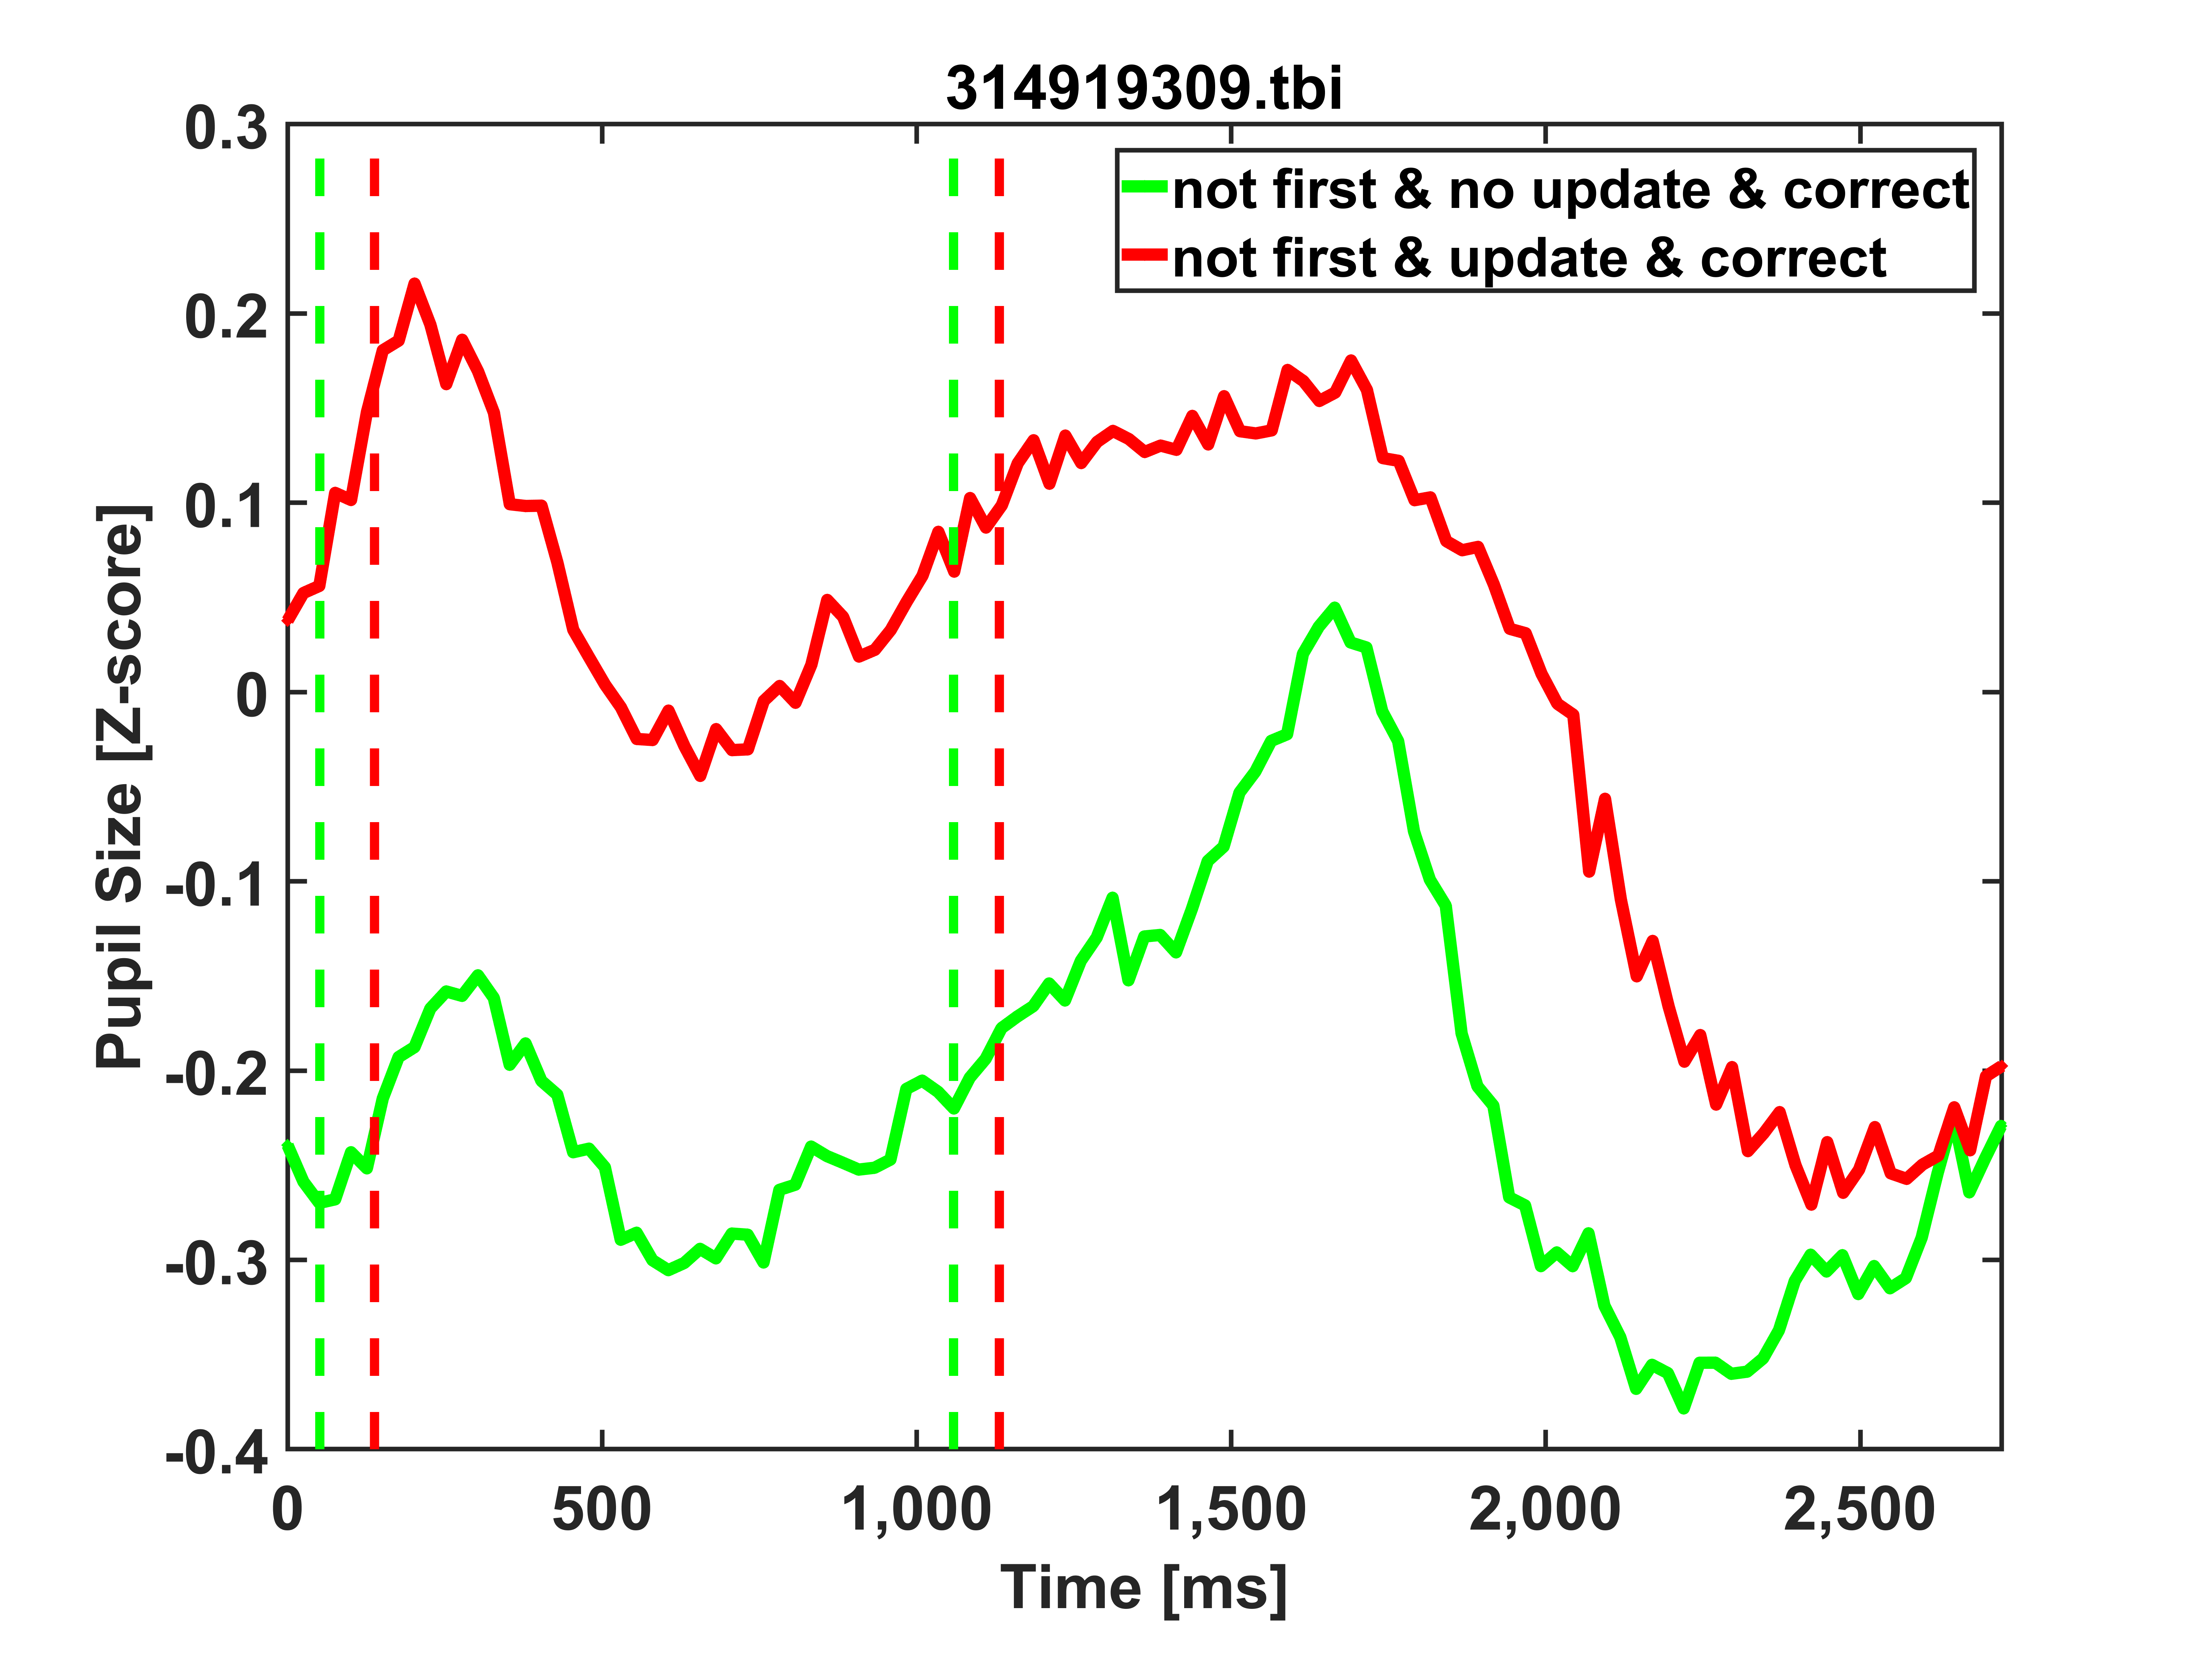 314919309.tbi
0.3
0.2
0.1
0
-0.1
-0.2
-0.3
-0.4
Pupil Size [Z-score]
not first & no update & correct
not first & update & correct
0 500 1,000 1,500 2,000 2,500
Time [ms]